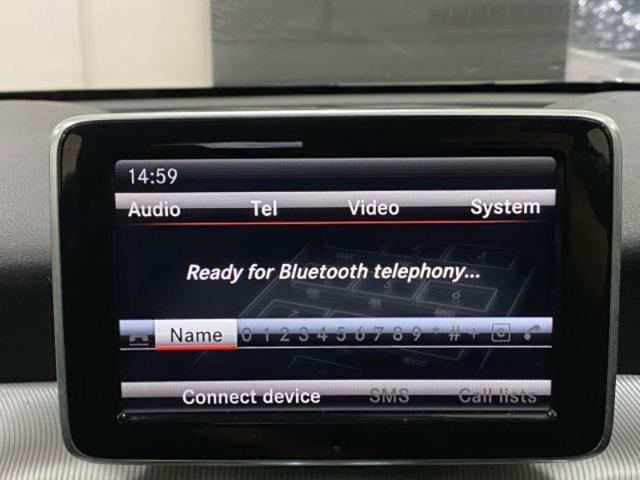 14:59
Audio Tel Video System
Ready for Bluetooth telephony...
Name 0 1 2 3 4 5 6 7 8 9 * # +
Connect device SMS Call lists